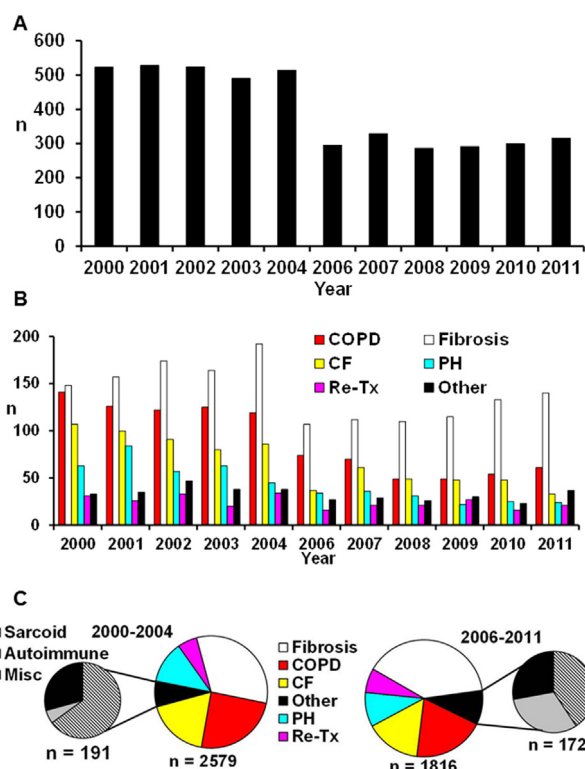 A
600
500
400
n
300
200
100
0
2000 2001 2002 2003 2004 2006 2007 2008 2009 2010 2011
Year
B
200
COPD Fibrosis
150
CF PH
Re-Tx Other
n
100
50
0
2000 2001 2002 2003 2004 2006 2007 2008 2009 2010 2011
Year
C
Sarcoid
Autoimmune
Misc
2000-2004
n = 191
n = 2579
Fibrosis
COPD
CF
Other
PH
Re-Tx
2006-2011
n = 1816
n = 172